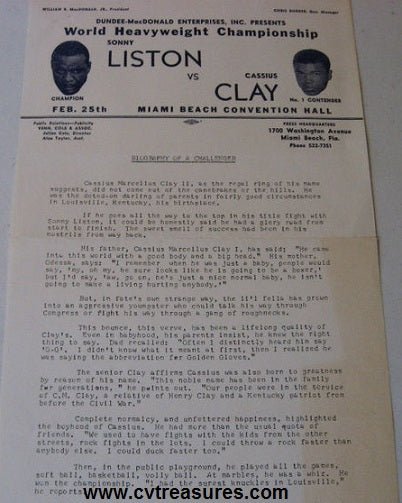 WILLIAM B. MACDONALD, JR., President
CHRIS DUNDEE, Gen. Manager
DUNDEE-MacDONALD ENTERPRISES, INC. PRESENTS
World Heavyweight Championship
SONNY
LISTON
VS
CASSIUS
CLAY
CHAMPION
No. 1 CONTENDER
FEB. 25th
MIAMI BEACH CONVENTION HALL
Public Relations—Publicity
VENN, COLE & ASSOC.
Julian Cole, Director
Alan Taylor, Asst.
PRESS HEADQUARTERS
1700 Washington Avenue
Miami Beach, Fla.
Phone 532-7351
BIOGRAPHY OF A CHALLENGER
Cassius Marcellus Clay II, as the regal ring of his name
suggests, did not come out of the canebrakes or the hills. He
was the doted-on darling of parents in fairly good circumstances
in Louisville, Kentucky, his birthplace.
If he goes all the way to the top in his title fight with
Sonny Liston, it could be honestly said he had a glory road from
start to finish. The sweet smell of success had been in his
nostrils from way back.
His father, Cassius Marcellus Clay I, has said: "He came
into this world with a good body and a big head." His mother,
Odessa, says: "I remember when he was just a baby, people would
say, 'my, oh my, he sure looks like he is going to be a boxer,'
but I'd say, 'naw, go on, he's just a nice normal baby, he isn't
going to make a living hurting anybody.'"
But, in fate's own strange way, the li'l fella has grown
into an aggressive youngster who could talk his way through
Congress or fight his way through a gang of roughnecks.
This bounce, this verve, has been a lifelong quality of
Clay's. Even in babyhood, his parents insist, he knew the right
thing to say. Dad recalled: "Often I distinctly heard him say
'G-G'. I didn't know what it meant at first, then I realized he
was saying the abbreviation for Golden Gloves."
The senior Clay affirms Cassius was also born to greatness
by reason of his name. "This noble name has been in the family
for generations," he points out. "Our people were in the service
of C.M. Clay, a relative of Henry Clay and a Kentucky patriot from
before the Civil War."
Complete normalcy, and unfettered happiness, highlighted
the boyhood of Cassius. He had more than the usual quota of
friends. "We used to have fights with the kids from the other
streets, rock fights in the lots. I could throw a rock faster than
anybody else. I could duck faster too."
Then, in the public playground, he played all the games,
soft ball, basketball, volly ball. At marbles, he was a whiz. He
won the championship. "I had the surest knuckles in Louisville,"
he reports
www.cvtreasures.com